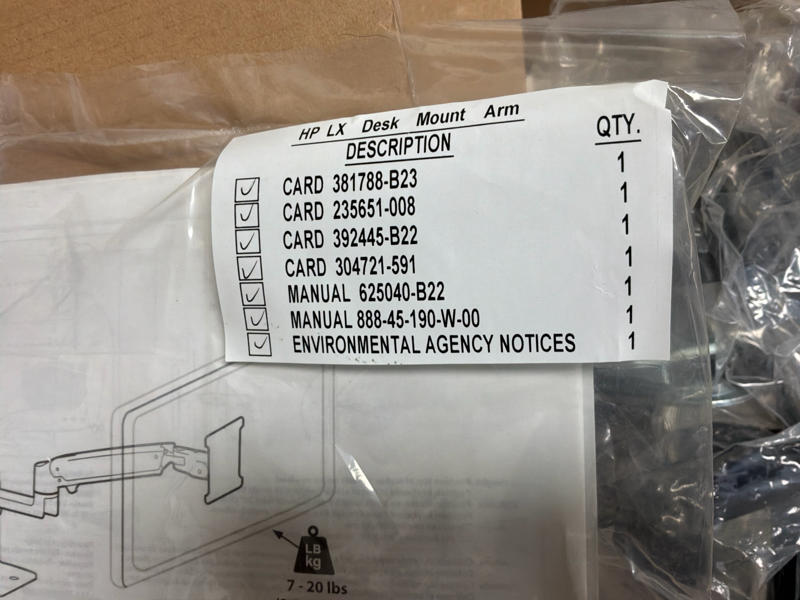 HP LX Desk Mount Arm
DESCRIPTION QTY.
CARD 381788-B23 1
CARD 235651-008 1
CARD 392445-B22 1
CARD 304721-591 1
MANUAL 625040-B22 1
MANUAL 888-45-190-W-00 1
ENVIRONMENTAL AGENCY NOTICES 1
LB
kg
7 - 20 lbs